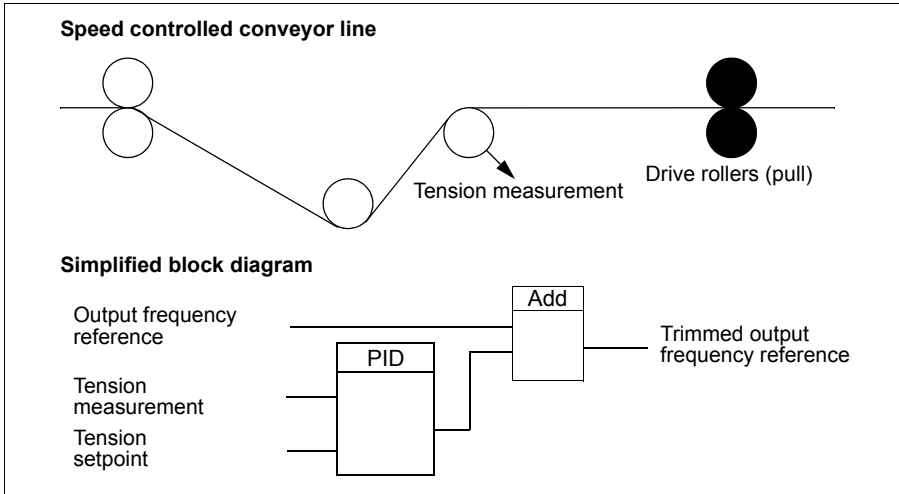 Speed controlled conveyor line
Tension measurement
Drive rollers (pull)
Simplified block diagram
Add
Output frequency
reference
Trimmed output
frequency reference
PID
Tension
measurement
Tension
setpoint